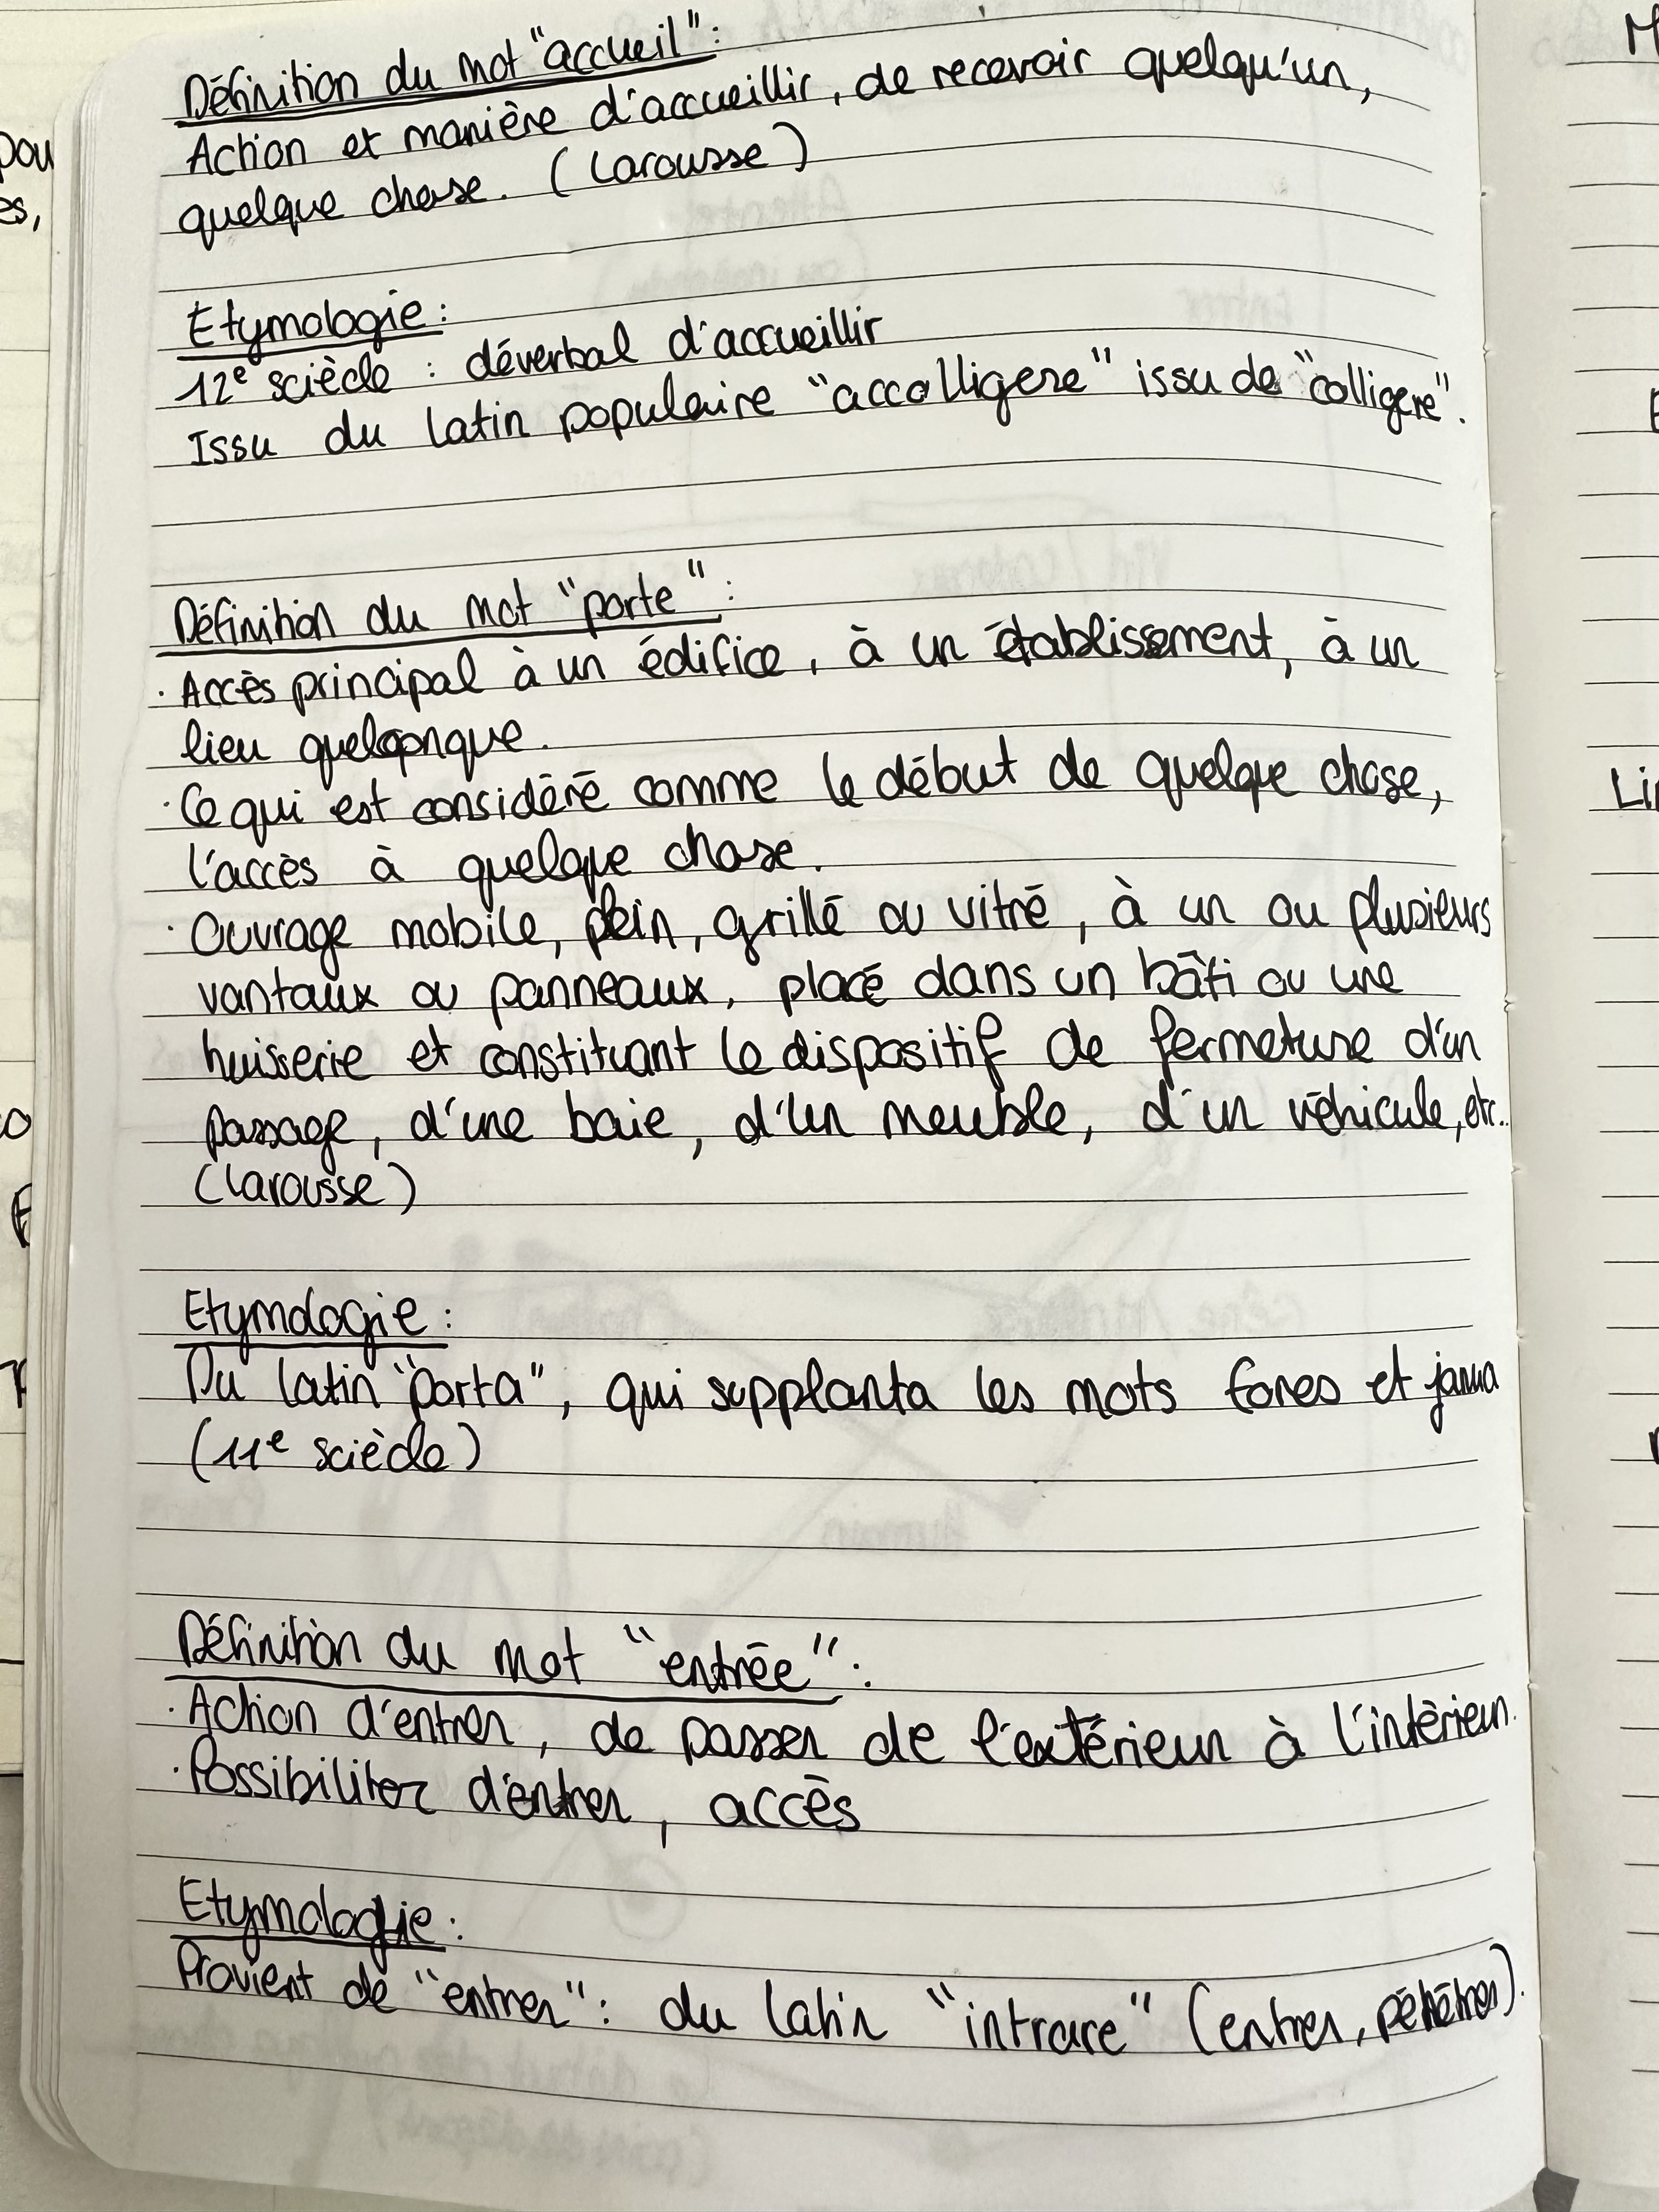 Définition du mot "accueil" :
Action et manière d'accueillir, de recevoir quelqu'un,
quelque chose. (Larousse)
Etymologie :
12e sciècle : déverbal d'accueillir
Issu du latin populaire "accolligere" issu de "colligere".
Définition du mot "porte" :
· Accès principal à un édifice, à un établissement, à un
lieu quelconque.
· Ce qui est considéré comme le début de quelque chose,
l'accès à quelque chose.
· Ouvrage mobile, plein, grillé ou vitré, à un ou plusieurs
vantaux ou panneaux, placé dans un bâti ou une
huisserie et constituant le dispositif de fermeture d'un
passage, d'une baie, d'un meuble, d'un véhicule, etc..
(Larousse)
Etymologie :
Du latin "porta", qui supplanta les mots fores et janua
(11e sciècle)
Définition du mot "entrée" :
· Action d'entrer, de passer de l'extérieur à l'intérieur.
· Possibiliter d'entrer, accès
Etymologie :
Provient de "entrer" : du latin "intrare" (entrer, pénétrer).